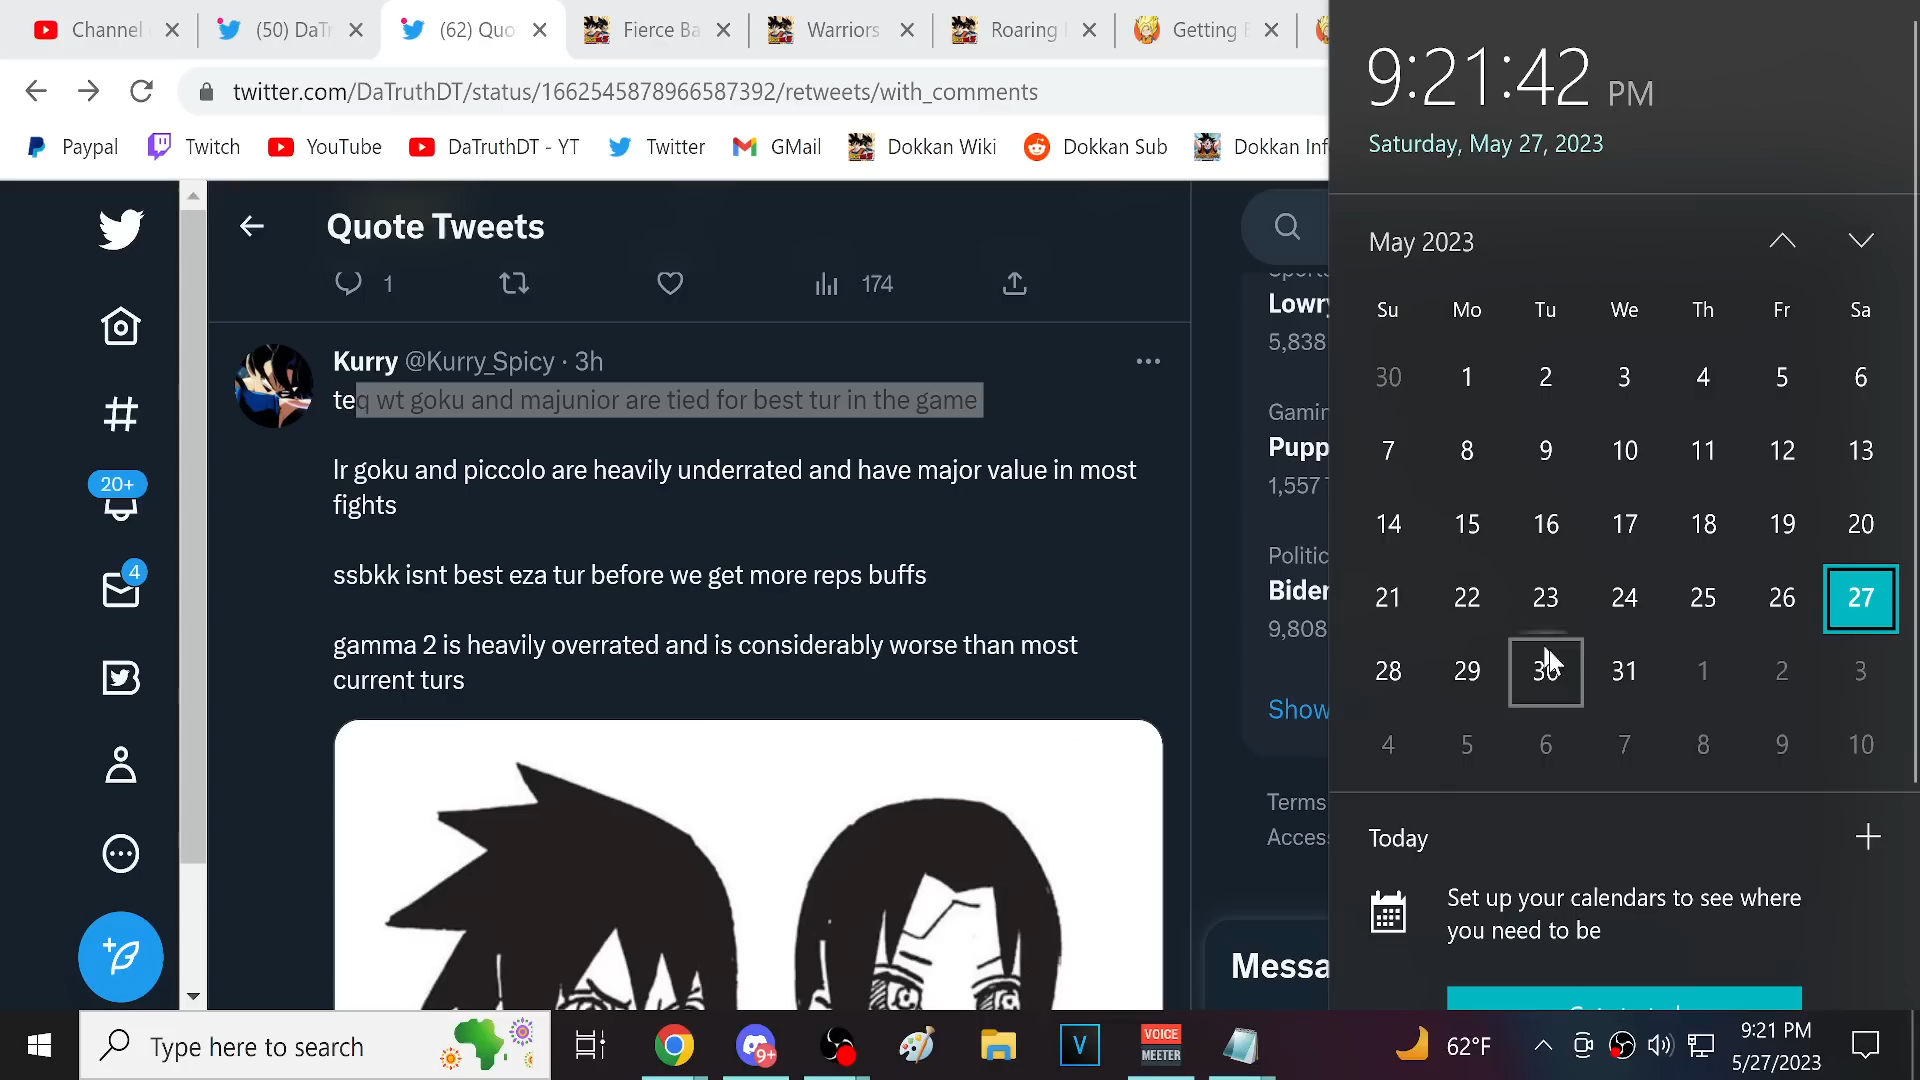 Channel
(50) DaTr
(62) Quo
Fierce Ba
Warriors
Roaring
Getting
twitter.com/DaTruthDT/status/1662545878966587392/retweets/with_comments
Paypal
Twitch
YouTube
DaTruthDT - YT
Twitter
GMail
Dokkan Wiki
Dokkan Sub
Dokkan Inf
Quote Tweets
1
174
Kurry @Kurry_Spicy · 3h
teq wt goku and majunior are tied for best tur in the game
lr goku and piccolo are heavily underrated and have major value in most
fights
ssbkk isnt best eza tur before we get more reps buffs
gamma 2 is heavily overrated and is considerably worse than most
current turs
20+
4
Sports
Lowry
5,838
Gamin
Pupp
1,557 T
Politic
Biden
9,808
Show
Terms
Access
Messa
9:21:42 PM
Saturday, May 27, 2023
May 2023
Su Mo Tu We Th Fr Sa
30 1 2 3 4 5 6
7 8 9 10 11 12 13
14 15 16 17 18 19 20
21 22 23 24 25 26 27
28 29 30 31 1 2 3
4 5 6 7 8 9 10
Today
Set up your calendars to see where
you need to be
Type here to search
9+
V
VOICE
MEETER
62°F
9:21 PM
5/27/2023